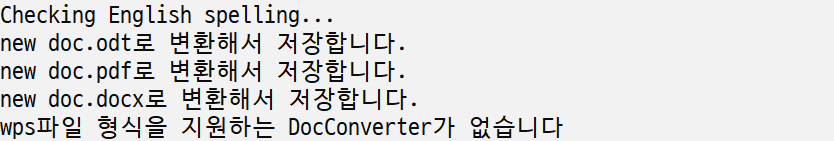 Checking English spelling...
new doc.odt로 변환해서 저장합니다.
new doc.pdf로 변환해서 저장합니다.
new doc.docx로 변환해서 저장합니다.
wps파일 형식을 지원하는 DocConverter가 없습니다